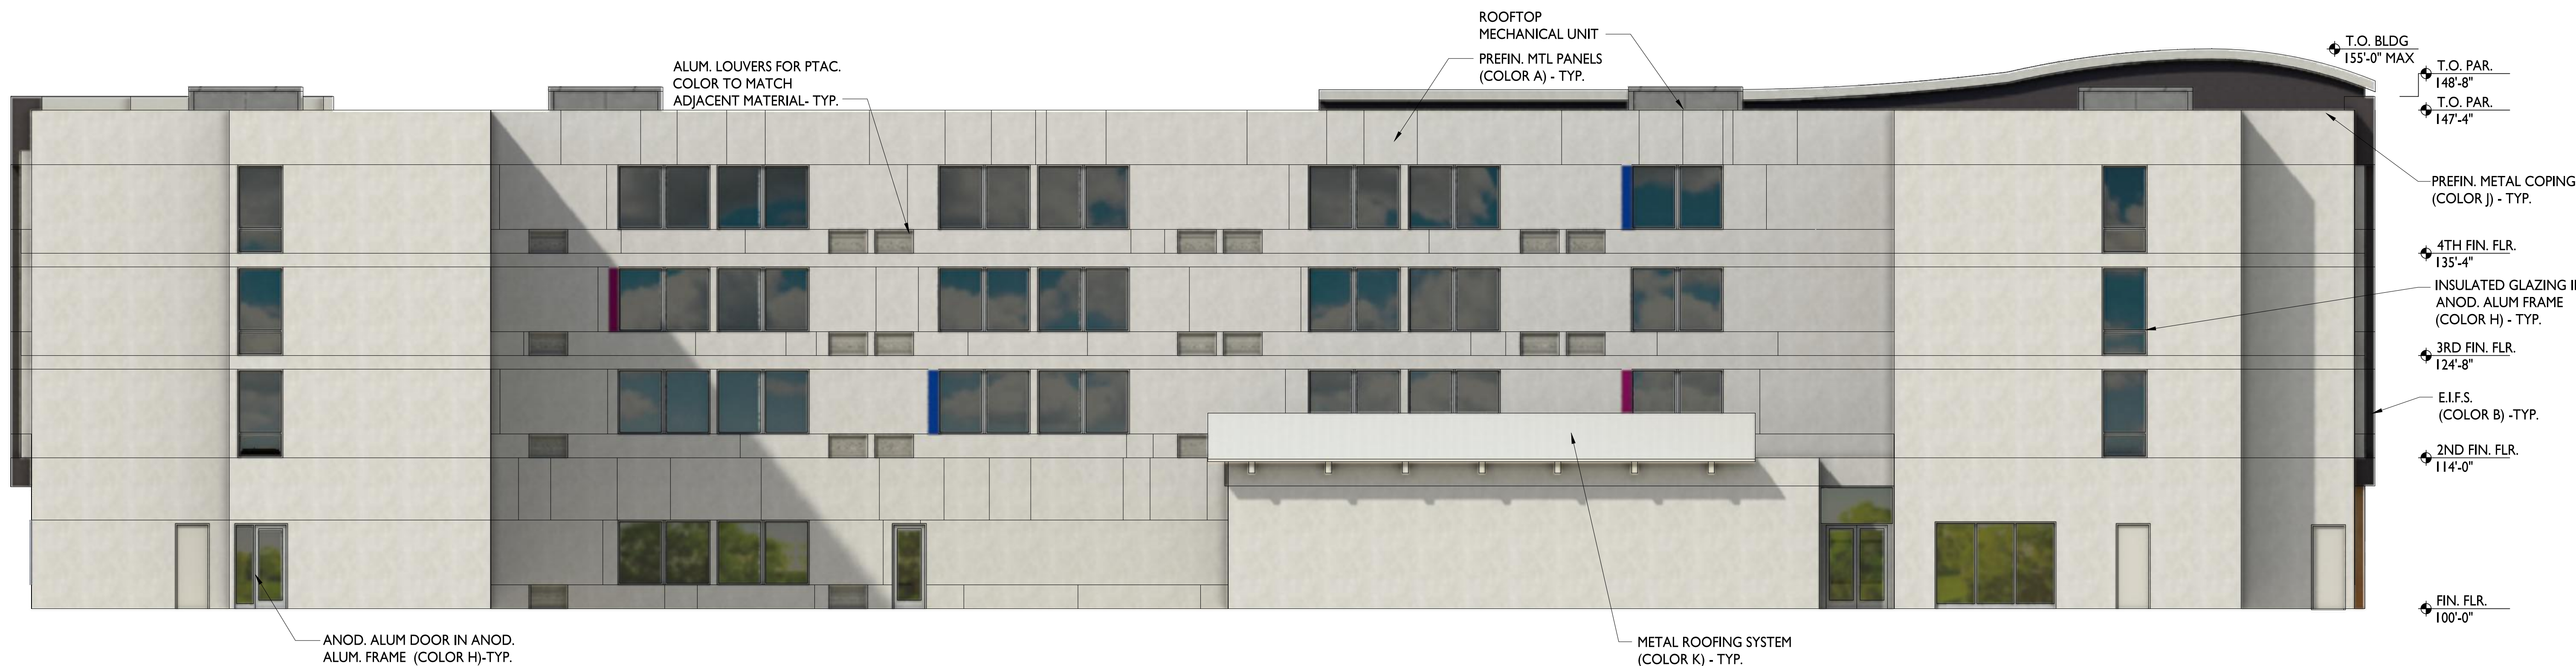 ROOFTOP
MECHANICAL UNIT
PREFIN. MTL PANELS
(COLOR A) - TYP.
ALUM. LOUVERS FOR PTAC.
COLOR TO MATCH
ADJACENT MATERIAL- TYP.
T.O. BLDG
155'-0" MAX
T.O. PAR.
148'-8"
T.O. PAR.
147'-4"
PREFIN. METAL COPING
(COLOR J) - TYP.
4TH FIN. FLR.
135'-4"
INSULATED GLAZING
ANOD. ALUM FRAME
(COLOR H) - TYP.
3RD FIN. FLR.
124'-8"
E.I.F.S.
(COLOR B) -TYP.
2ND FIN. FLR.
114'-0"
FIN. FLR.
100'-0"
ANOD. ALUM DOOR IN ANOD.
ALUM. FRAME (COLOR H)-TYP.
METAL ROOFING SYSTEM
(COLOR K) - TYP.